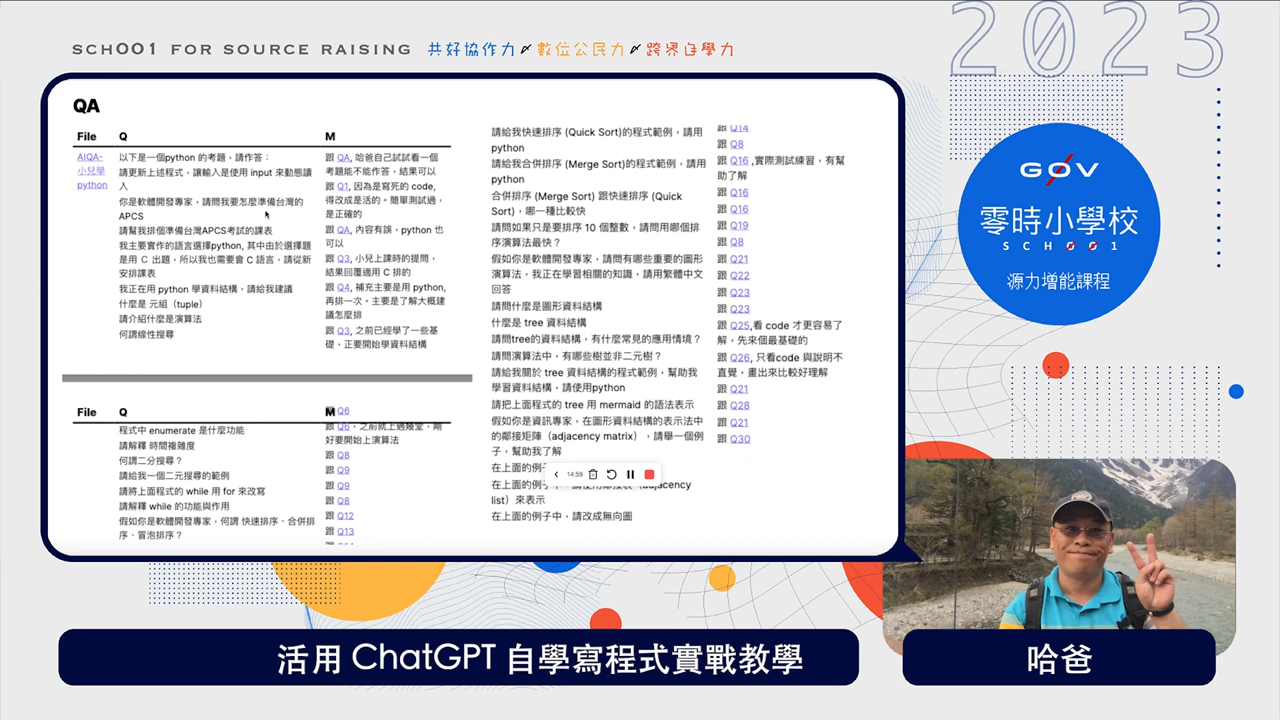 2023
SCH001 FOR SOURCE RAISING 共好協作力 數位公民力 跨界自學力
QA
File Q M
AIQA-
小兒學
python
以下是一個python 的考題，請作答：
請更新上述程式，讓輸入是使用 input 來動態讀
入
你是軟體開發專家，請問我要怎麼準備台灣的
APCS
請幫我排個準備台灣APCS考試的課表
我主要實作的語言選擇python, 其中由於選擇題
是用 C 出題，所以我也需要會 C 語言，請從新
安排課表
我正在用 python 學資料結構，請給我建議
什麼是 元組（tuple）
請介紹什麼是演算法
何謂線性搜尋
跟 QA, 哈爸自己試試看一個
考題能不能作答，結果可以
跟 Q1, 因為是寫死的 code,
得改成是活的。簡單測試過，
是正確的
跟 QA, 內容有誤，python 也
可以
跟 Q3, 小兒上課時的提問，
結果回覆適用 C 排的
跟 Q4, 補充主要是用 python,
再排一次。主要是了解大概建
議怎麼排
跟 Q3, 之前已經學了一些基
礎，正要開始學資料結構
File Q M
程式中 enumerate 是什麼功能
請解釋 時間複雜度
何謂二分搜尋？
請給我一個二元搜尋的範例
請將上面程式的 while 用 for 來改寫
請解釋 while 的功能與作用
假如你是軟體開發專家，何謂 快速排序、合併排
序、冒泡排序？
跟 Q6
跟 Q6，之前就上過幾堂，剛
好要開始上演算法
跟 Q8
跟 Q9
跟 Q9
跟 Q8
跟 Q12
跟 Q13
請給我快速排序 (Quick Sort)的程式範例，請用
python
請給我合併排序 (Merge Sort)的程式範例，請用
python
合併排序 (Merge Sort) 跟快速排序 (Quick
Sort)，哪一種比較快
請問如果只是要排序 10 個整數，請問用哪個排
序演算法最快？
假如你是軟體開發專家，請問有哪些重要的圖形
演算法，我正在學習相關的知識，請用繁體中文
回答
請問什麼是圖形資料結構
什麼是 tree 資料結構
請問tree的資料結構，有什麼常見的應用情境？
請問演算法中，有哪些樹並非二元樹？
請給我關於 tree 資料結構的程式範例，幫助我
學習資料結構，請使用python
請把上面程式的 tree 用 mermaid 的語法表示
假如你是資訊專家，在圖形資料結構的表示法中
的鄰接矩陣（adjacency matrix），請舉一個例
子，幫助我了解
在上面的例
在上面的例
list）來表示
在上面的例子中，請改成無向圖
跟 Q14
跟 Q8
跟 Q16 ,實際測試練習，有幫
助了解
跟 Q16
跟 Q16
跟 Q19
跟 Q8
跟 Q21
跟 Q22
跟 Q23
跟 Q23
跟 Q25,看 code 才更容易了
解，先來個最基礎的
跟 Q26, 只看code 與說明不
直覺，畫出來比較好理解
跟 Q21
跟 Q28
跟 Q21
跟 Q30
14:59
G0V
零時小學校
SCH001
源力增能課程
活用 ChatGPT 自學寫程式實戰教學
哈爸